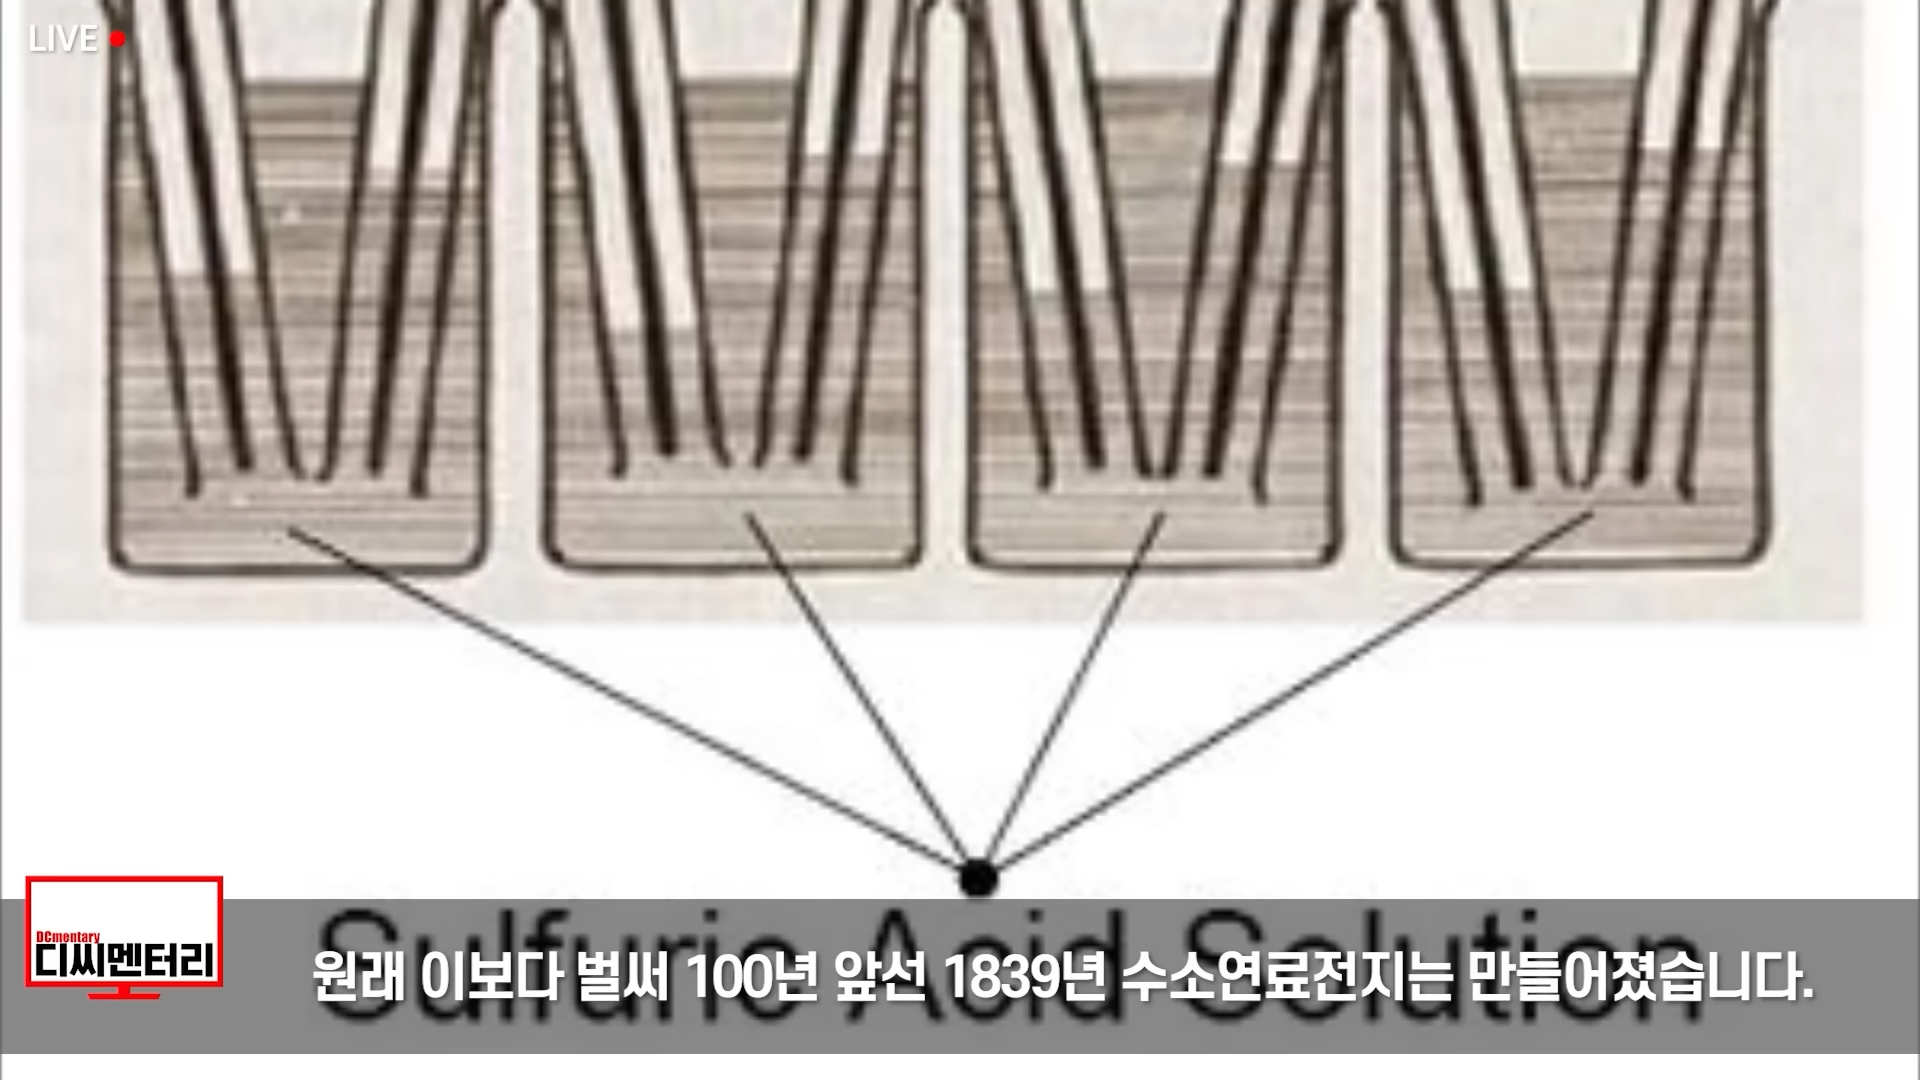 LIVE
Sulfuric Acid Solution
DCmentary
디씨멘터리
원래 이보다 벌써 100년 앞선 1839년 수소연료전지는 만들어졌습니다.